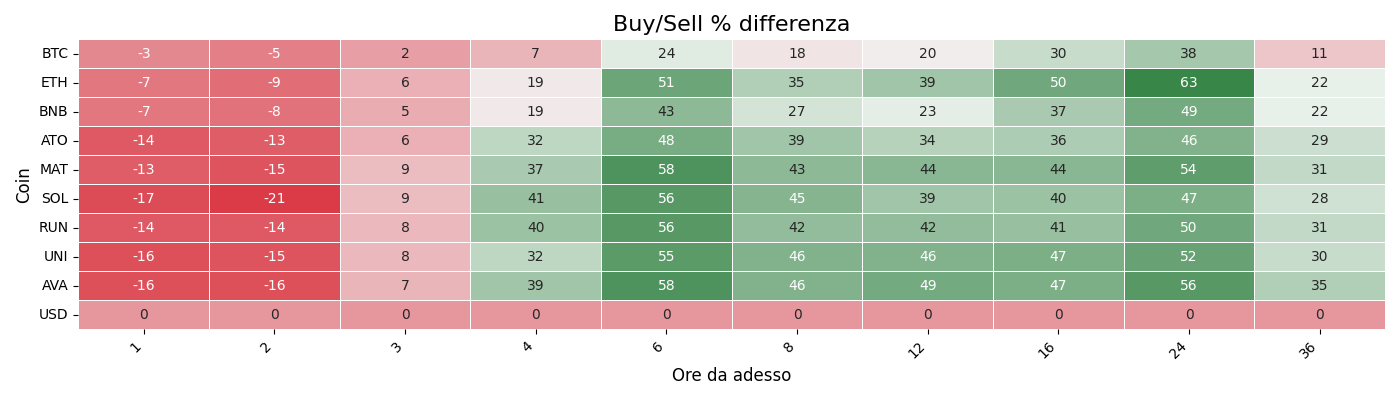 Buy/Sell % differenza
Coin
BTC -3 -5 2 7 24 18 20 30 38 11
ETH -7 -9 6 19 51 35 39 50 63 22
BNB -7 -8 5 19 43 27 23 37 49 22
ATO -14 -13 6 32 48 39 34 36 46 29
MAT -13 -15 9 37 58 43 44 44 54 31
SOL -17 -21 9 41 56 45 39 40 47 28
RUN -14 -14 8 40 56 42 42 41 50 31
UNI -16 -15 8 32 55 46 46 47 52 30
AVA -16 -16 7 39 58 46 49 47 56 35
USD 0 0 0 0 0 0 0 0 0 0
1 2 3 4 6 8 12 16 24 36
Ore da adesso